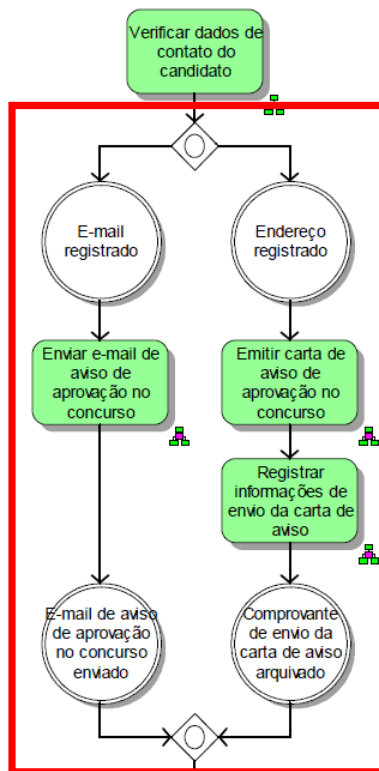 Verificar dados de
contato do
candidato
E-mail
registrado
Endereço
registrado
Enviar e-mail de
aviso de
aprovação no
concurso
Emitir carta de
aviso de
aprovação no
concurso
Registrar
informações de
envio da carta de
aviso
E-mail de aviso
de aprovação
no concurso
enviado
Comprovante
de envio da
carta de aviso
arquivado